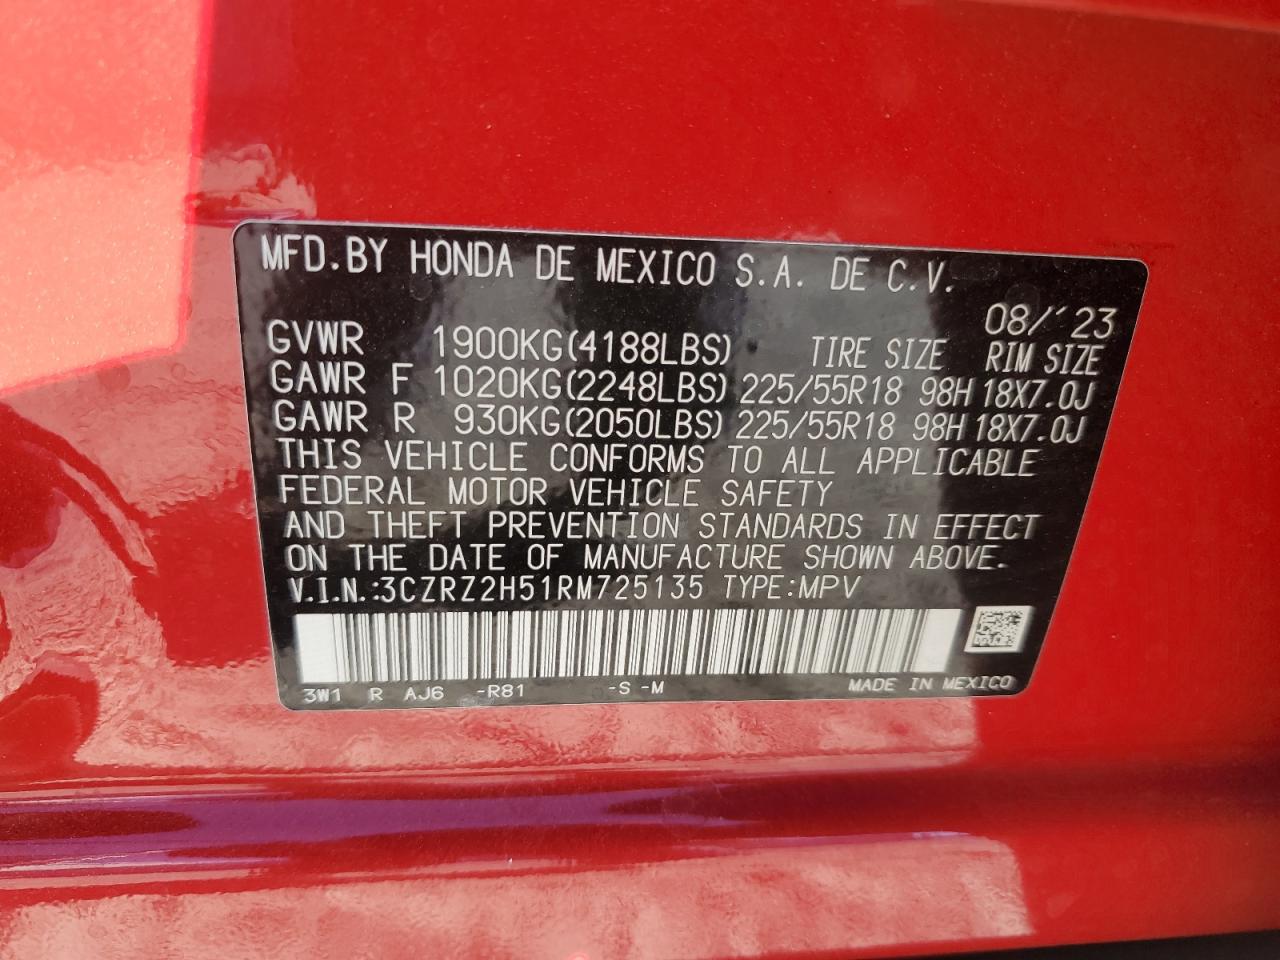 MFD.BY HONDA DE MEXICO S.A. DE C.V.
08/'23
GVWR 1900KG(4188LBS) TIRE SIZE RIM SIZE
GAWR F 1020KG(2248LBS) 225/55R18 98H 18X7.0J
GAWR R 930KG(2050LBS) 225/55R18 98H 18X7.0J
THIS VEHICLE CONFORMS TO ALL APPLICABLE
FEDERAL MOTOR VEHICLE SAFETY
AND THEFT PREVENTION STANDARDS IN EFFECT
ON THE DATE OF MANUFACTURE SHOWN ABOVE.
V.I.N.:3CZRZ2H51RM725135 TYPE:MPV
3W1 R AJ6 -R81 -S -M MADE IN MEXICO